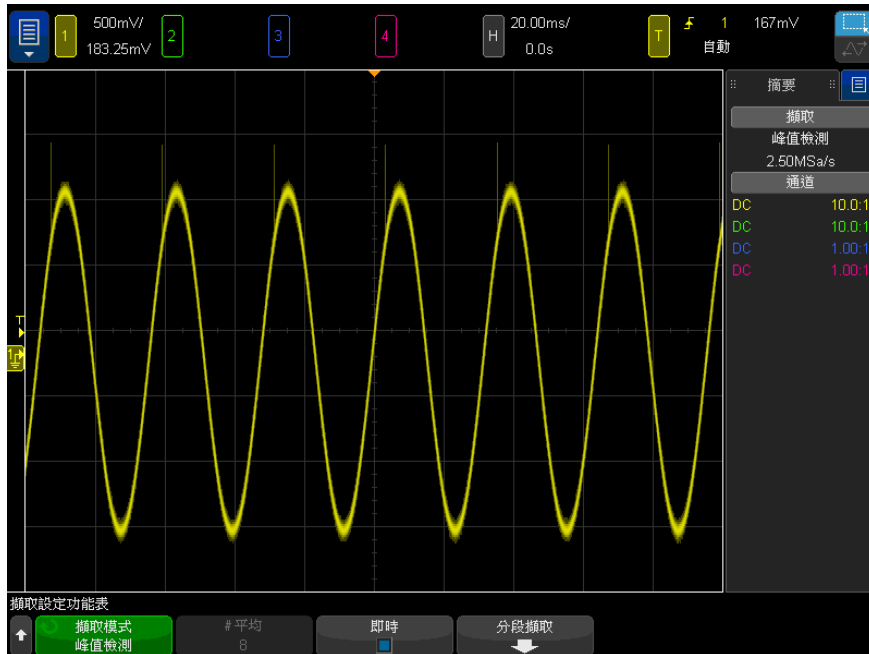 1
500mV/
183.25mV
2
3
4
H
20.00ms/
0.0s
T
1
167mV
自動
摘要
擷取
峰值檢測
2.50MSa/s
通道
DC 10.0:1
DC 10.0:1
DC 1.00:1
DC 1.00:1
T
1
擷取設定功能表
擷取模式
峰值檢測
#平均
8
即時
分段擷取